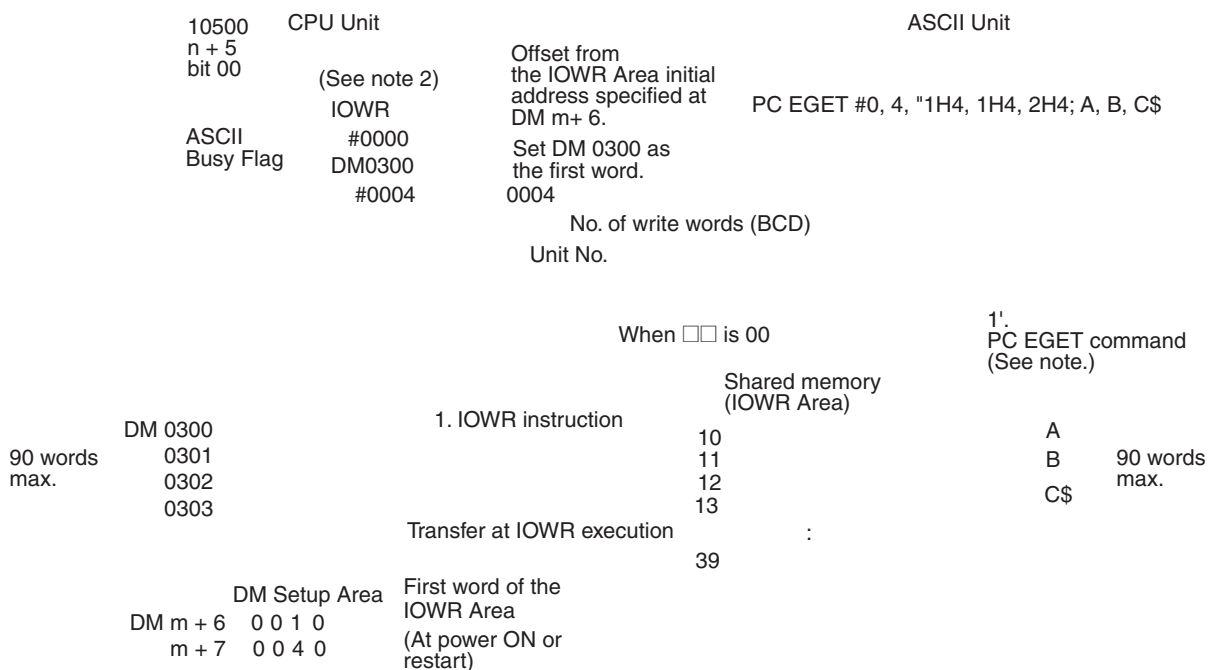 10500
n + 5
bit 00
CPU Unit
ASCII Unit
(See note 2)
IOWR
#0000
DM0300
#0004
ASCII
Busy Flag
Offset from
the IOWR Area initial
address specified at
DM m+ 6.
Set DM 0300 as
the first word.
0004
No. of write words (BCD)
Unit No.
PC EGET #0, 4, "1H4, 1H4, 2H4; A, B, C$
When □□ is 00
1'.
PC EGET command
(See note.)
Shared memory
(IOWR Area)
1. IOWR instruction
90 words
max.
DM 0300
0301
0302
0303
10
11
12
13
:
39
A
B
C$
90 words
max.
Transfer at IOWR execution
DM Setup Area
DM m + 6 0 0 1 0
m + 7 0 0 4 0
First word of the
IOWR Area
(At power ON or
restart)